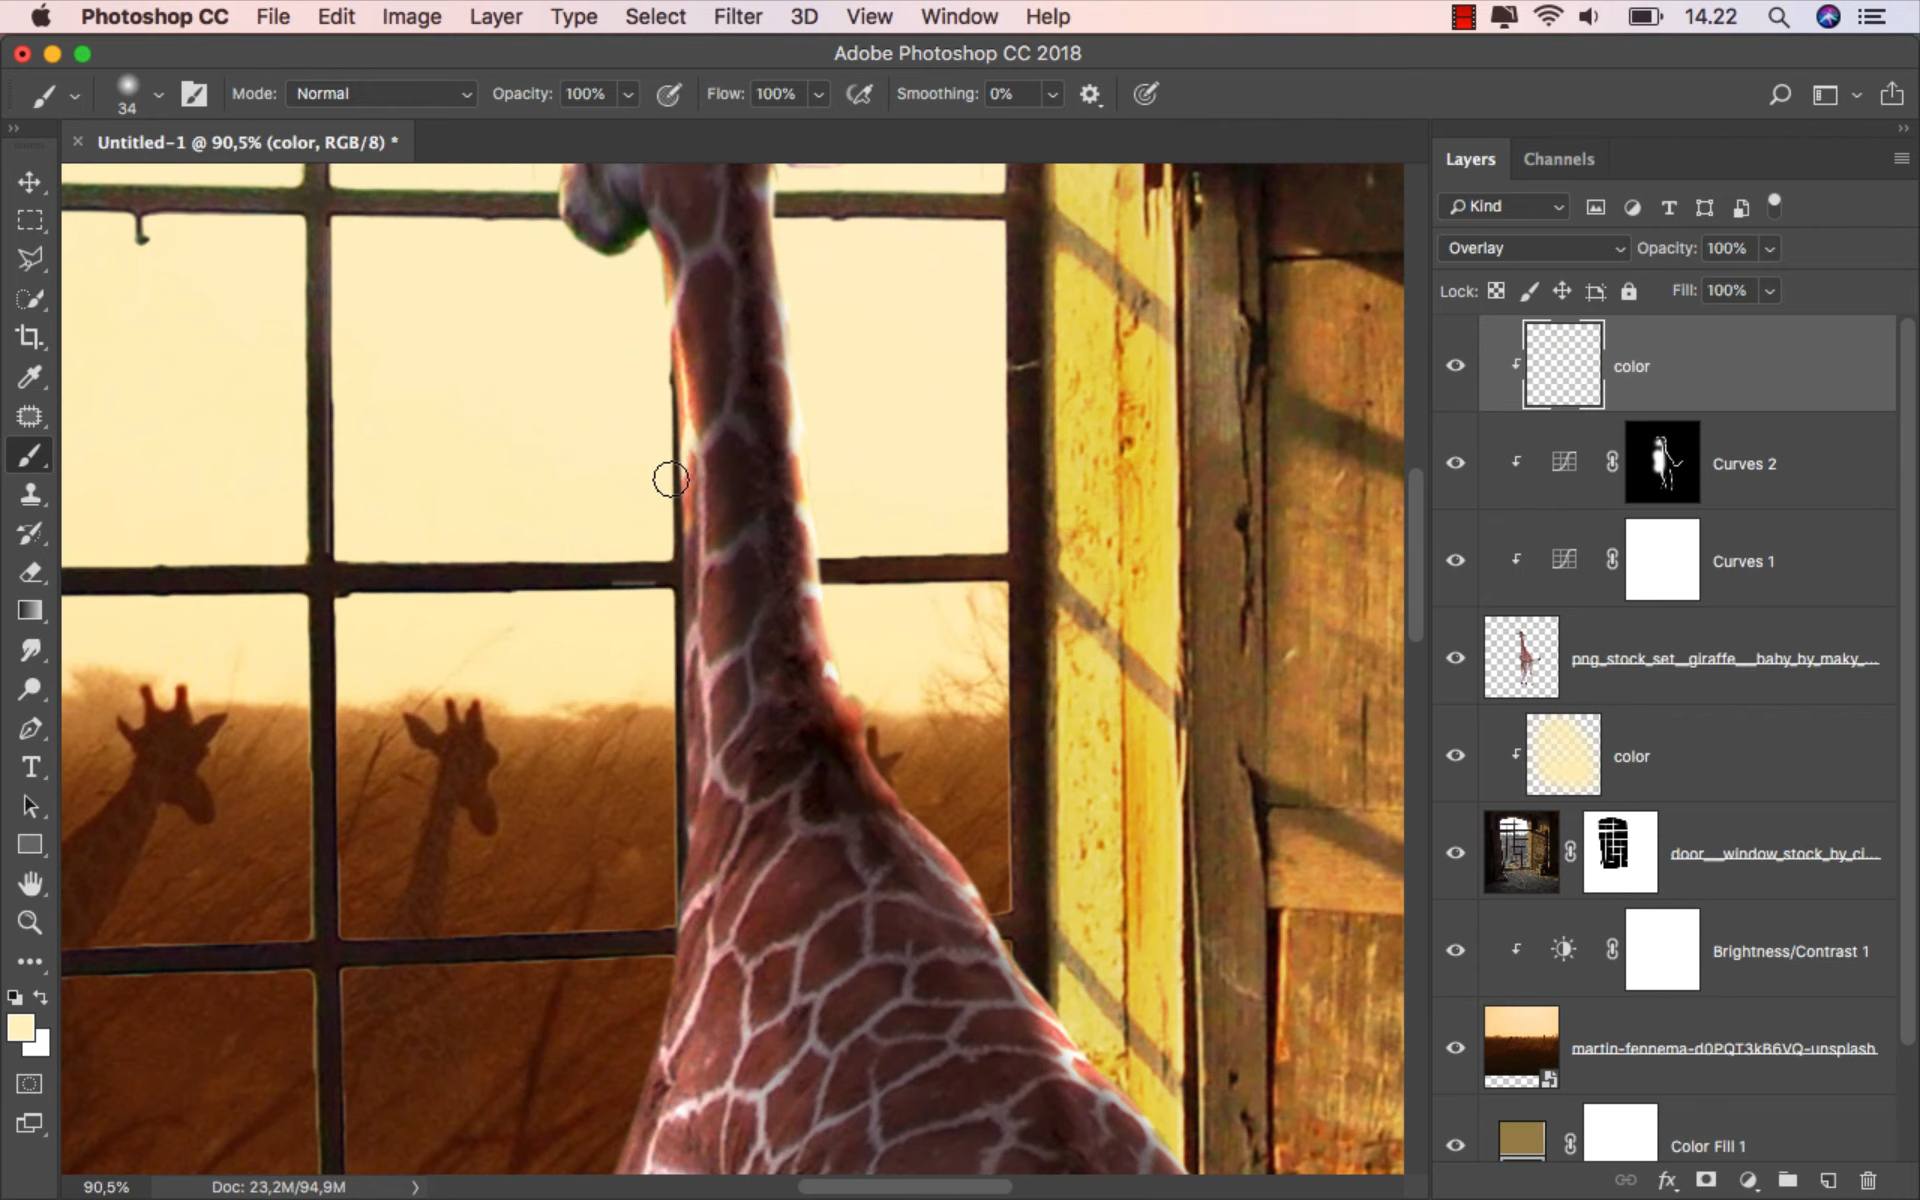 Photoshop CC File Edit Image Layer Type Select Filter 3D View Window Help 14.22
Adobe Photoshop CC 2018
34 Mode: Normal Opacity: 100% Flow: 100% Smoothing: 0%
× Untitled-1 @ 90,5% (color, RGB/8) *
Layers Channels
Kind
Overlay Opacity: 100%
Lock: Fill: 100%
color
Curves 2
Curves 1
png_stock_set__giraffe___baby_by_maky_...
color
door___window_stock_by_ci...
Brightness/Contrast 1
martin-fennema-d0PQT3kB6VQ-unsplash
Color Fill 1
90,5% Doc: 23,2M/94,9M